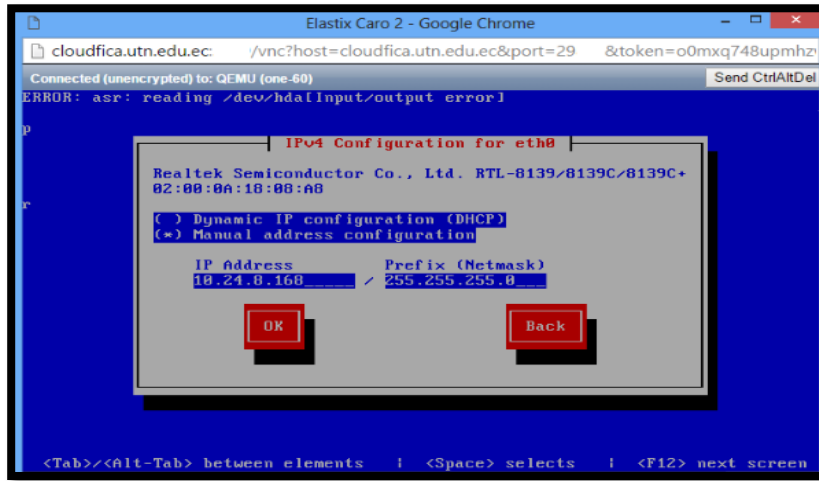 Elastix Caro 2 - Google Chrome
cloudfica.utn.edu.ec: /vnc?host=cloudfica.utn.edu.ec&port=29 &token=o0mxq748upmhz
Connected (unencrypted) to: QEMU (one-60)
Send CtrlAltDel
ERROR: asr: reading /dev/hda[Input/output error]
p
IPv4 Configuration for eth0
Realtek Semiconductor Co., Ltd. RTL-8139/8139C/8139C+
02:00:0A:18:08:A8
r
( ) Dynamic IP configuration (DHCP)
(*) Manual address configuration
IP Address Prefix (Netmask)
10.24.8.168_____ / 255.255.255.0___
OK Back
<Tab>/<Alt-Tab> between elements | <Space> selects | <F12> next screen